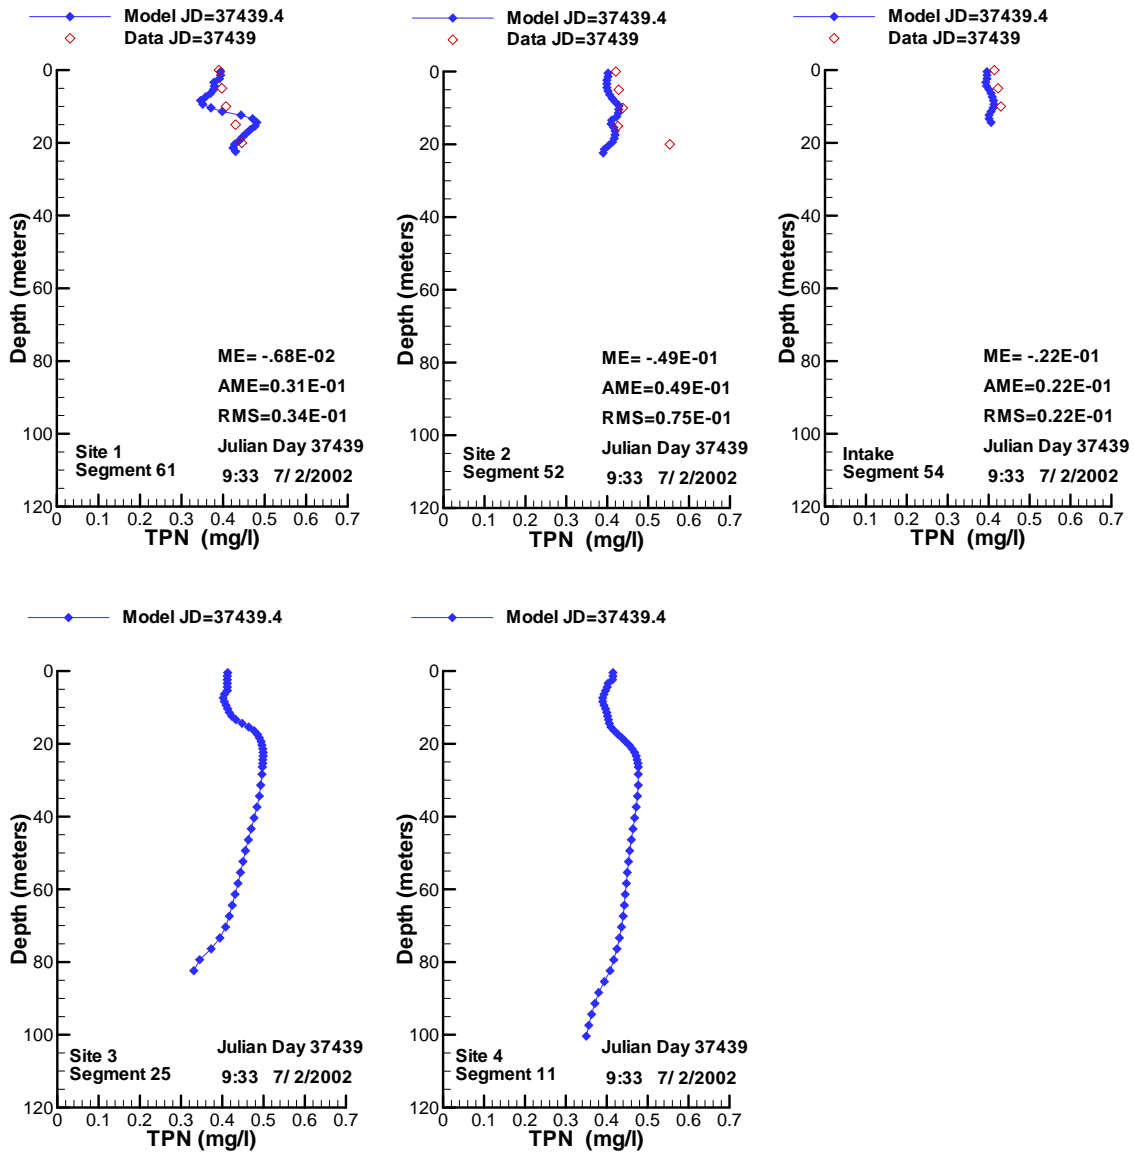 Model JD=37439.4
Data JD=37439
0
20
40
60
80
100
120
Depth (meters)
ME= -.68E-02
AME=0.31E-01
RMS=0.34E-01
Julian Day 37439
9:33 7/ 2/2002
Site 1
Segment 61
0 0.1 0.2 0.3 0.4 0.5 0.6 0.7
TPN (mg/l)
Model JD=37439.4
Data JD=37439
0
20
40
60
80
100
120
Depth (meters)
ME= -.49E-01
AME=0.49E-01
RMS=0.75E-01
Julian Day 37439
9:33 7/ 2/2002
Site 2
Segment 52
0 0.1 0.2 0.3 0.4 0.5 0.6 0.7
TPN (mg/l)
Model JD=37439.4
Data JD=37439
0
20
40
60
80
100
120
Depth (meters)
ME= -.22E-01
AME=0.22E-01
RMS=0.22E-01
Julian Day 37439
9:33 7/ 2/2002
Intake
Segment 54
0 0.1 0.2 0.3 0.4 0.5 0.6 0.7
TPN (mg/l)
Model JD=37439.4
0
20
40
60
80
100
120
Depth (meters)
Julian Day 37439
9:33 7/ 2/2002
Site 3
Segment 25
0 0.1 0.2 0.3 0.4 0.5 0.6 0.7
TPN (mg/l)
Model JD=37439.4
0
20
40
60
80
100
120
Depth (meters)
Julian Day 37439
9:33 7/ 2/2002
Site 4
Segment 11
0 0.1 0.2 0.3 0.4 0.5 0.6 0.7
TPN (mg/l)